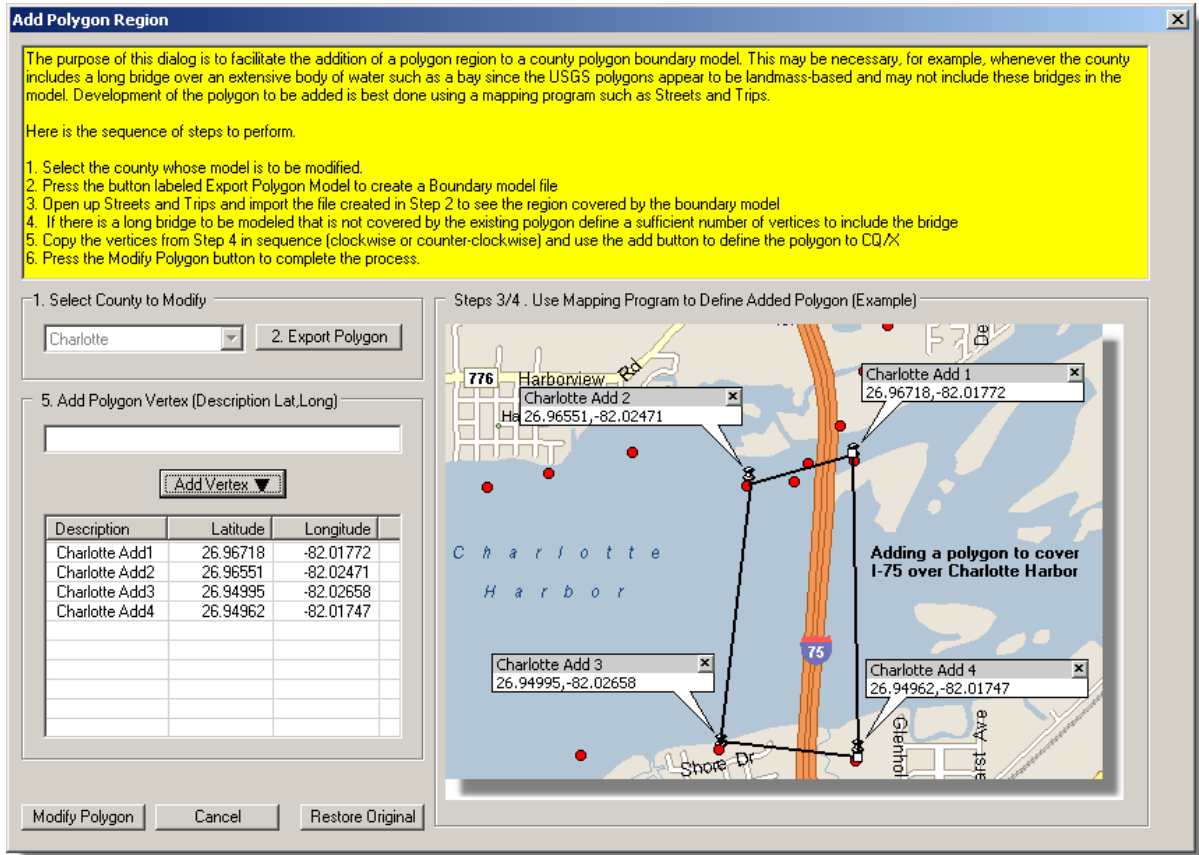 Add Polygon Region
The purpose of this dialog is to facilitate the addition of a polygon region to a county polygon boundary model. This may be necessary, for example, whenever the county
includes a long bridge over an extensive body of water such as a bay since the USGS polygons appear to be landmass-based and may not include these bridges in the
model. Development of the polygon to be added is best done using a mapping program such as Streets and Trips.
Here is the sequence of steps to perform.
1. Select the county whose model is to be modified.
2. Press the button labeled Export Polygon Model to create a Boundary model file
3. Open up Streets and Trips and import the file created in Step 2 to see the region covered by the boundary model
4. If there is a long bridge to be modeled that is not covered by the existing polygon define a sufficient number of vertices to include the bridge
5. Copy the vertices from Step 4 in sequence (clockwise or counter-clockwise) and use the add button to define the polygon to CQ/X
6. Press the Modify Polygon button to complete the process.
1. Select County to Modify
Charlotte
2. Export Polygon
5. Add Polygon Vertex (Description Lat,Long)
Add Vertex
Description Latitude Longitude
Charlotte Add1 26.96718 -82.01772
Charlotte Add2 26.96551 -82.02471
Charlotte Add3 26.94995 -82.02658
Charlotte Add4 26.94962 -82.01747
Modify Polygon
Cancel
Restore Original
Steps 3/4 . Use Mapping Program to Define Added Polygon (Example)
776
Harborview Rd
Ha
De
Charlotte Add 1
26.96718,-82.01772
Charlotte Add 2
26.96551,-82.02471
Charlotte
Harbor
Adding a polygon to cover
I-75 over Charlotte Harbor
75
Charlotte Add 3
26.94995,-82.02658
Charlotte Add 4
26.94962,-82.01747
Shore Dr
Glenhol
arst Ave